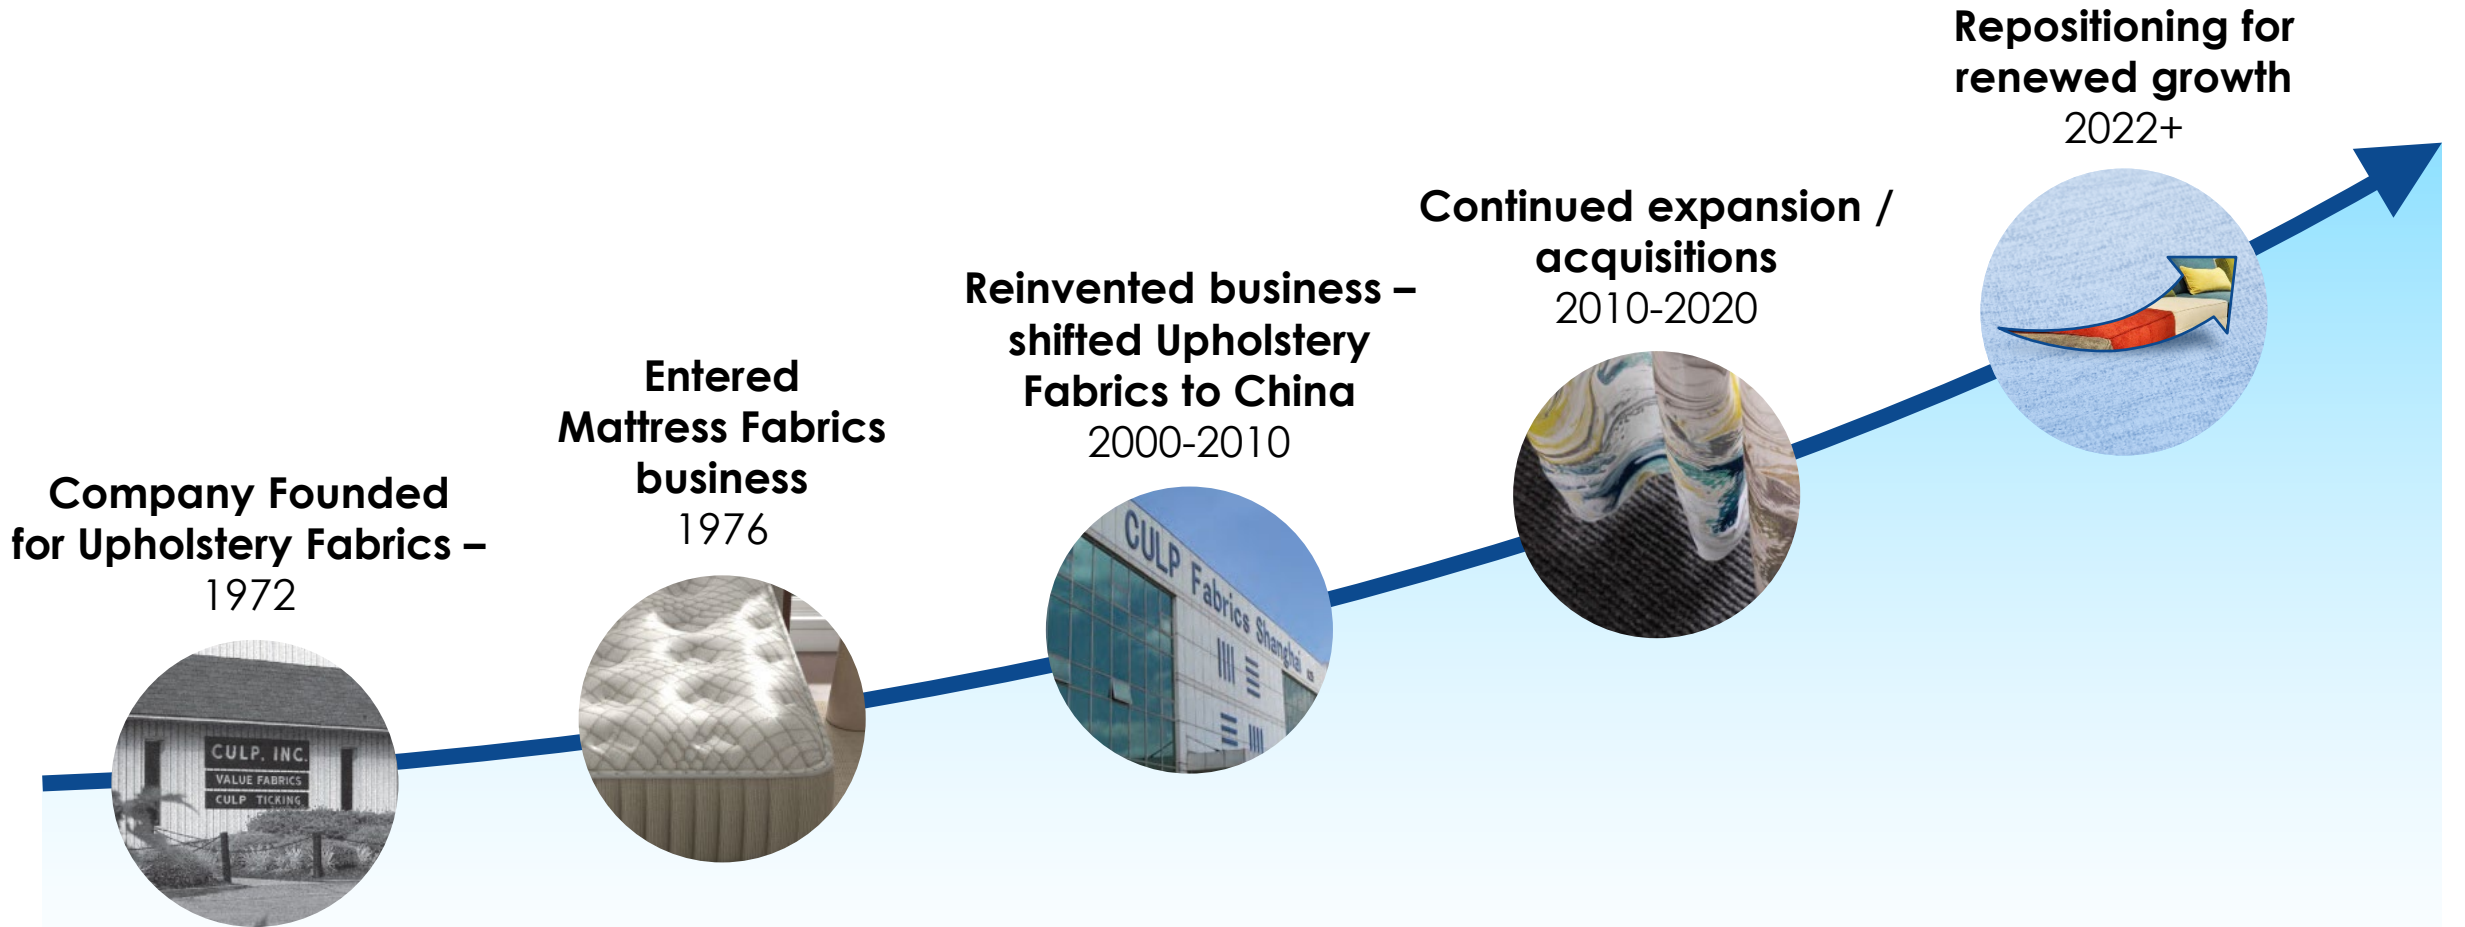 Company Founded
for Upholstery Fabrics –
1972
CULP, INC.
VALUE FABRICS
CULP TICKING
Entered
Mattress Fabrics
business
1976
Reinvented business –
shifted Upholstery
Fabrics to China
2000-2010
CULP Fabrics Shanghai
Continued expansion /
acquisitions
2010-2020
Repositioning for
renewed growth
2022+